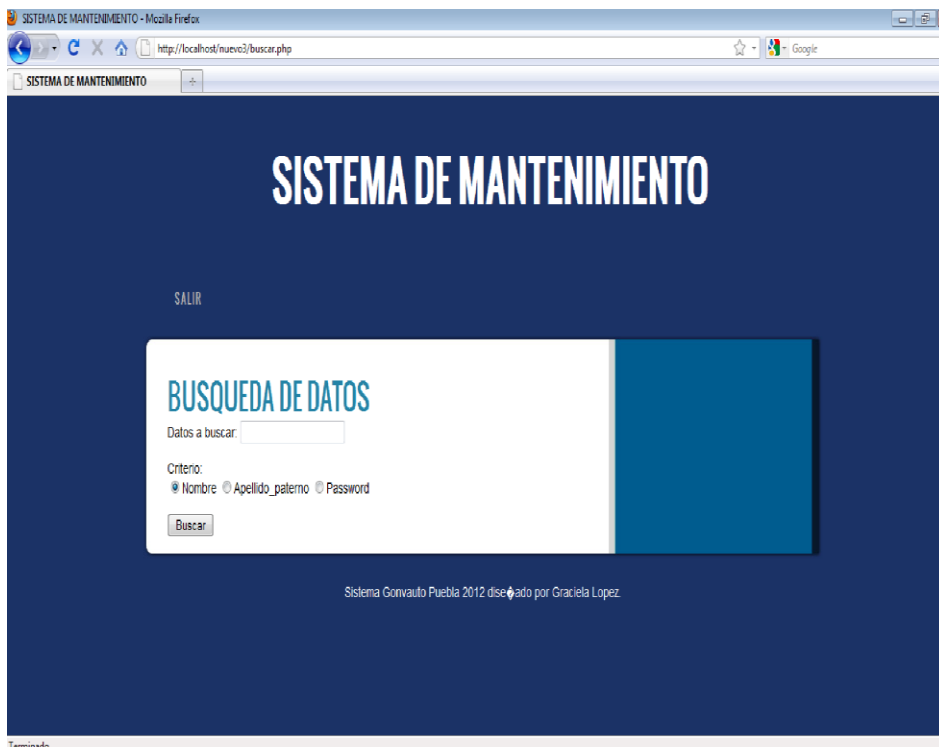 SISTEMA DE MANTENIMIENTO - Mozilla Firefox
http://localhost/nuevo3/buscar.php
Google
SISTEMA DE MANTENIMIENTO
SISTEMA DE MANTENIMIENTO
SALIR
BUSQUEDA DE DATOS
Datos a buscar:
Criterio:
Nombre Apellido_paterno Password
Buscar
Sistema Gonvauto Puebla 2012 dise�ado por Graciela Lopez.
Terminado